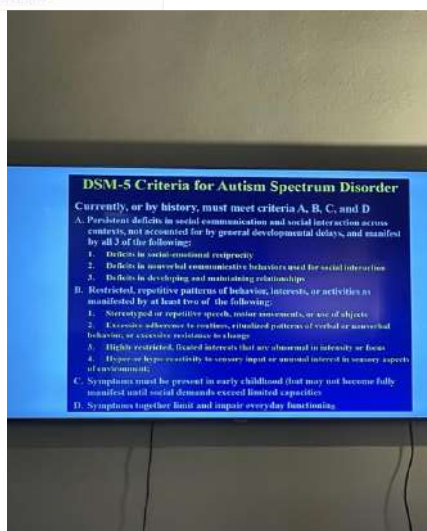 DSM-5 Criteria for Autism Spectrum Disorder
Currently, or by history, must meet criteria A, B, C, and D
A. Persistent deficits in social communication and social interaction across
contexts, not accounted for by general developmental delays, and manifest
by all 3 of the following:
1. Deficits in social-emotional reciprocity
2. Deficits in nonverbal communicative behaviors used for social interaction
3. Deficits in developing and maintaining relationships
B. Restricted, repetitive patterns of behavior, interests, or activities as
manifested by at least two of the following:
1. Stereotyped or repetitive speech, motor movements, or use of objects
2. Excessive adherence to routines, ritualized patterns of verbal or nonverbal
behavior, or excessive resistance to change
3. Highly restricted, fixated interests that are abnormal in intensity or focus
4. Hyper-or hypo-reactivity to sensory input or unusual interest in sensory aspects
of environment;
C. Symptoms must be present in early childhood (but may not become fully
manifest until social demands exceed limited capacities
D. Symptoms together limit and impair everyday functioning.